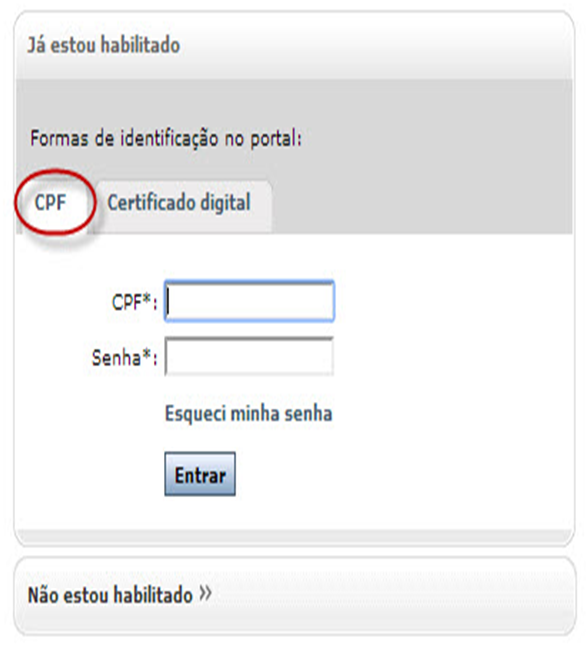 Já estou habilitado
Formas de identificação no portal:
CPF Certificado digital
CPF*:
Senha*:
Esqueci minha senha
Entrar
Não estou habilitado »